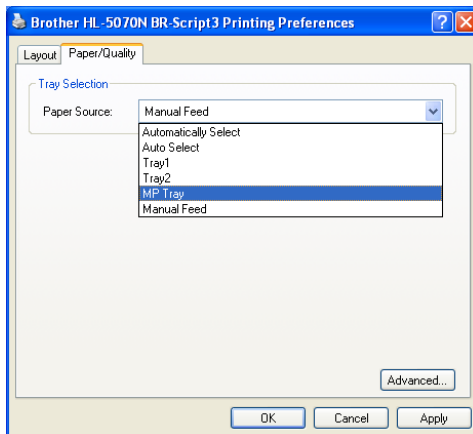 Brother HL-5070N BR-Script3 Printing Preferences
Layout Paper/Quality
Tray Selection
Paper Source: Manual Feed
Automatically Select
Auto Select
Tray1
Tray2
MP Tray
Manual Feed
Advanced...
OK Cancel Apply